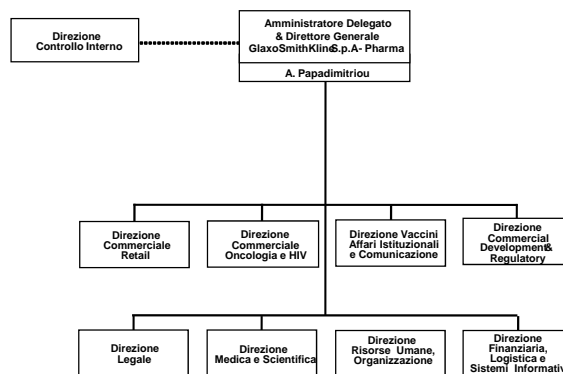 Direzione
Controllo Interno
Amministratore Delegato
& Direttore Generale
GlaxoSmithKline S.p.A- Pharma
A. Papadimitriou
Direzione
Commerciale
Retail
Direzione
Commerciale
Oncologia e HIV
Direzione Vaccini
Affari Istituzionali
e Comunicazione
Direzione
Commercial
Development&
Regulatory
Direzione
Legale
Direzione
Medica e Scientifica
Direzione
Risorse Umane,
Organizzazione
Direzione
Finanziaria,
Logistica e
Sistemi Informativ